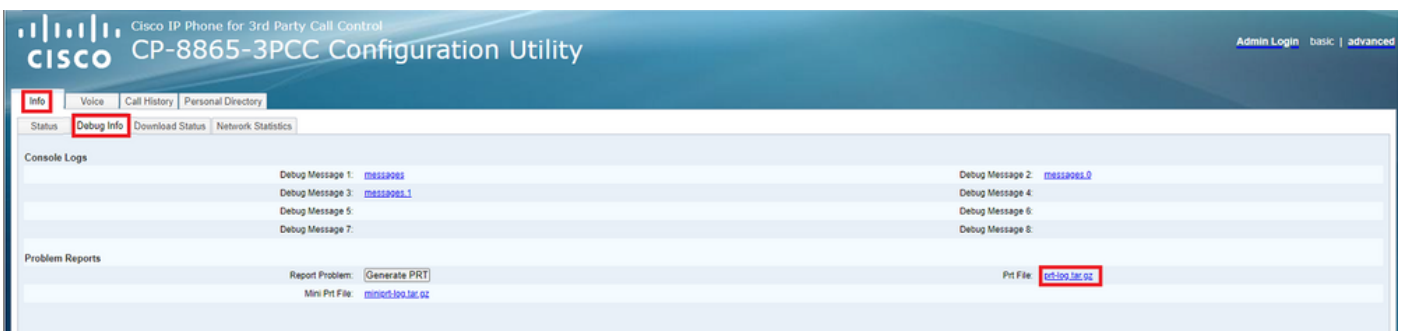 Cisco IP Phone for 3rd Party Call Control
CISCO CP-8865-3PCC Configuration Utility
Admin Login basic | advanced
Info Voice Call History Personal Directory
Status Debug Info Download Status Network Statistics
Console Logs
Debug Message 1: messages Debug Message 2: messages.0
Debug Message 3: messages.1 Debug Message 4:
Debug Message 5: Debug Message 6:
Debug Message 7: Debug Message 8:
Problem Reports
Report Problem: Generate PRT Prt File: prt-log.tar.gz
Mini Prt File: miniprt-log.tar.gz